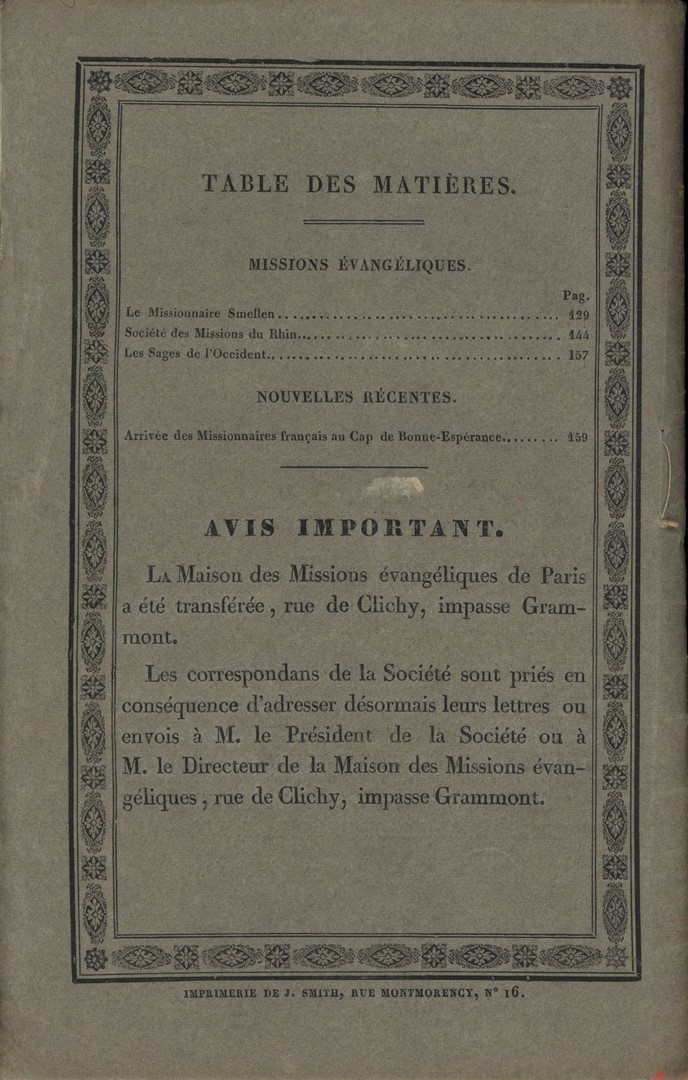 TABLE DES MATIÈRES.
MISSIONS ÉVANGÉLIQUES.
Pag.
Le Missionnaire Smellen........................................ 129
Société des Missions du Rhin.................................... 144
Les Sages de l'Occident......................................... 157
NOUVELLES RÉCENTES.
Arrivée des Missionnaires français au Cap de Bonne-Espérance........ 159
AVIS IMPORTANT.
LA Maison des Missions évangéliques de Paris
a été transférée, rue de Clichy, impasse Gram-
mont.
Les correspondans de la Société sont priés en
conséquence d'adresser désormais leurs lettres ou
envois à M. le Président de la Société ou à
M. le Directeur de la Maison des Missions évan-
géliques, rue de Clichy, impasse Grammont.
IMPRIMERIE DE J. SMITH, RUE MONTMORENCY, N° 16.